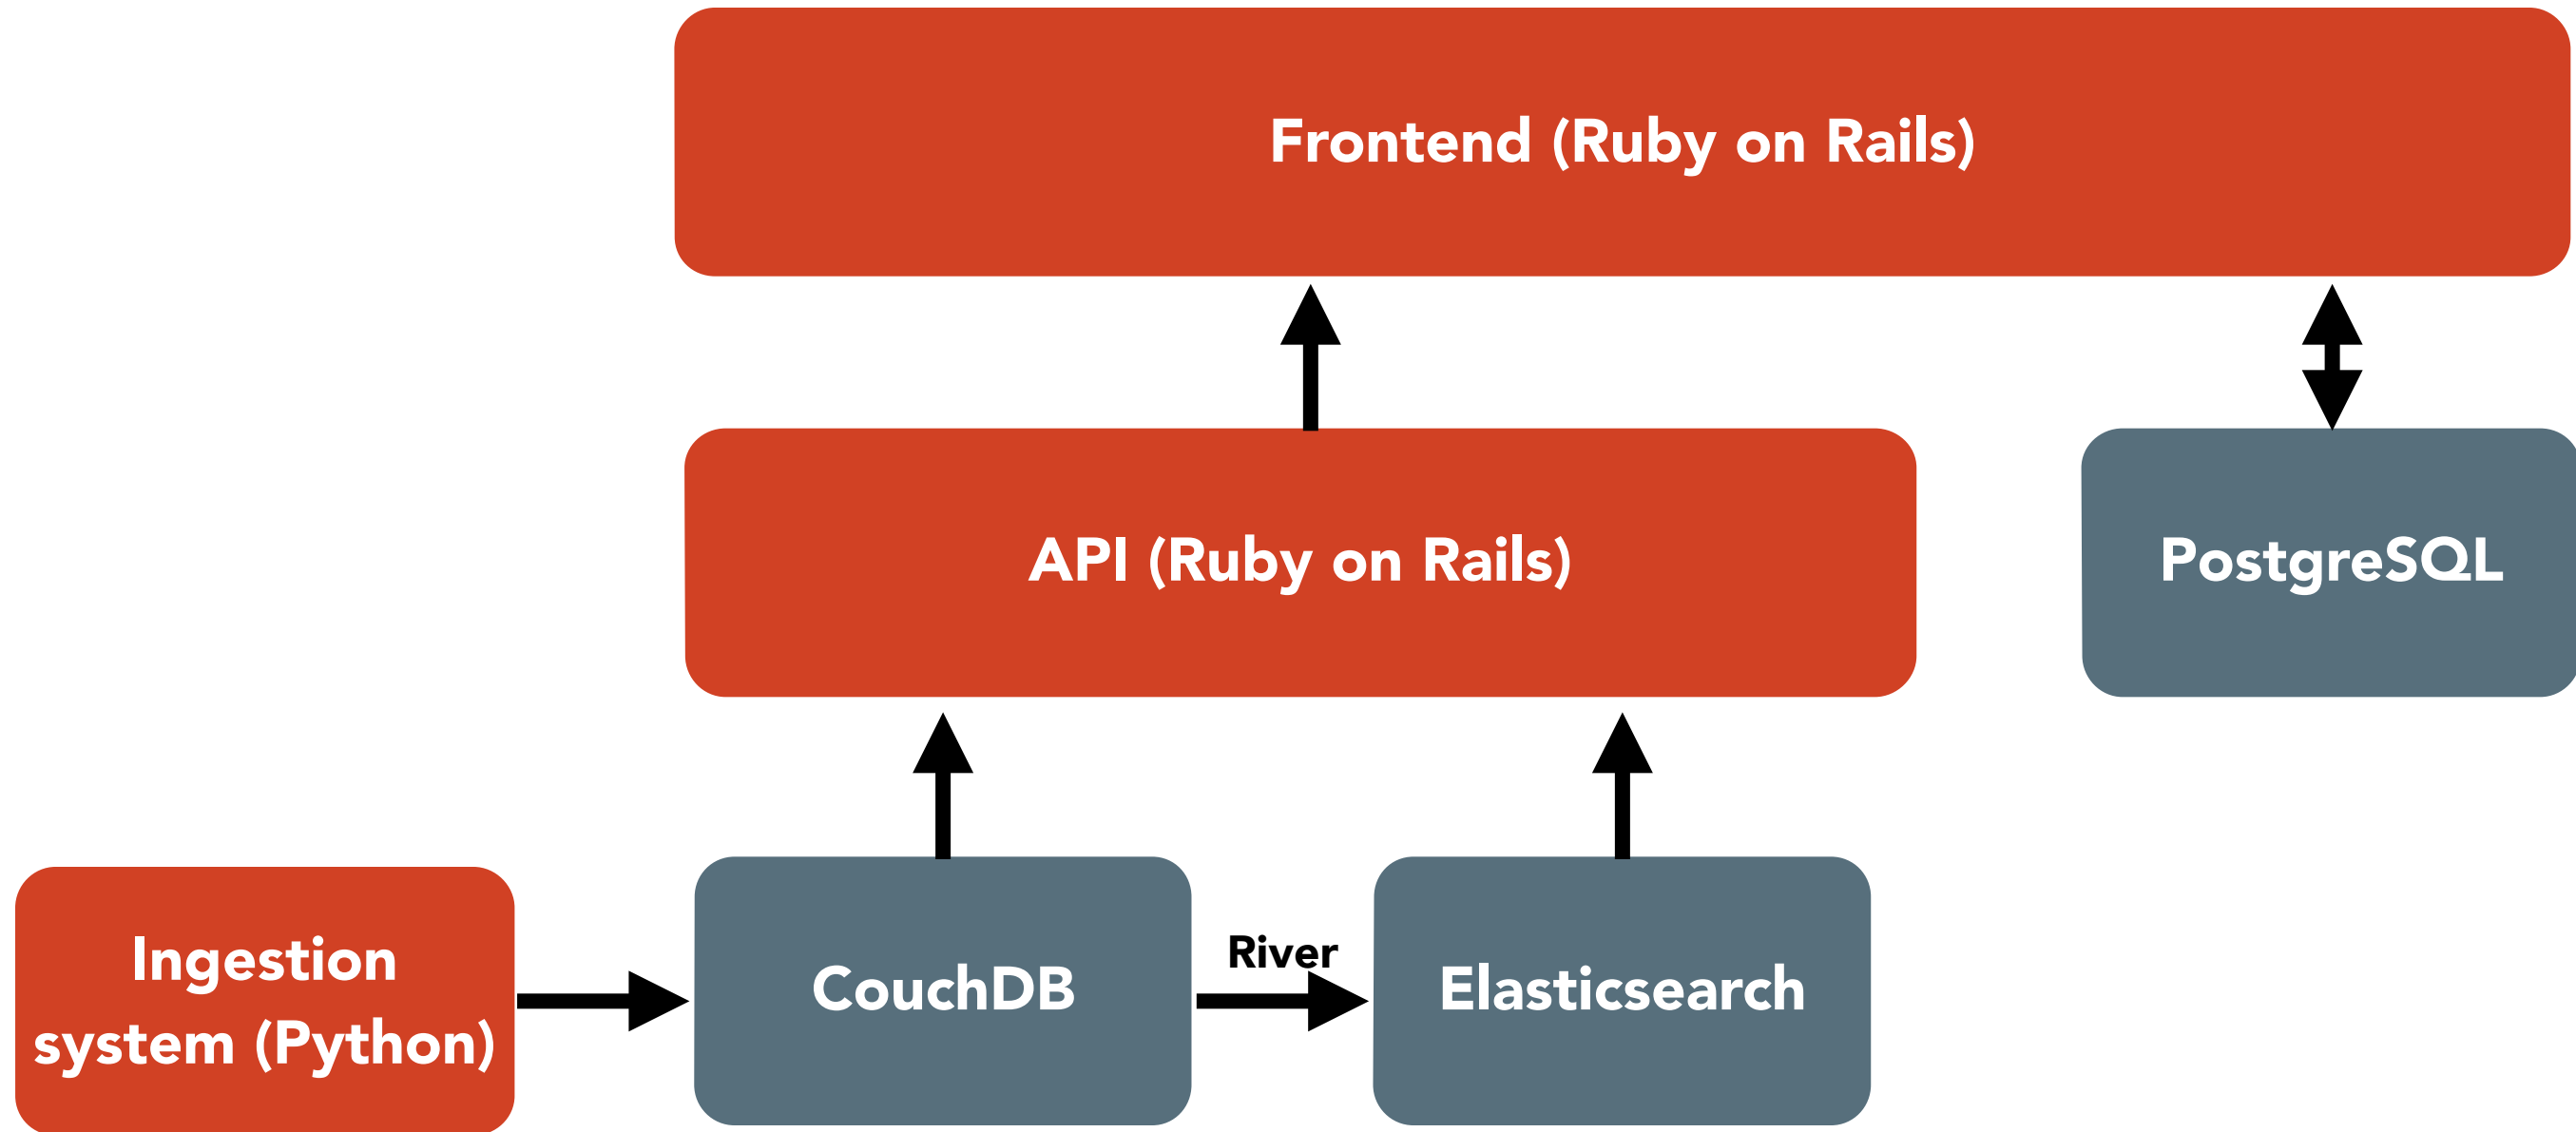 Frontend (Ruby on Rails)
API (Ruby on Rails)
PostgreSQL
Ingestion
system (Python)
CouchDB
River
Elasticsearch